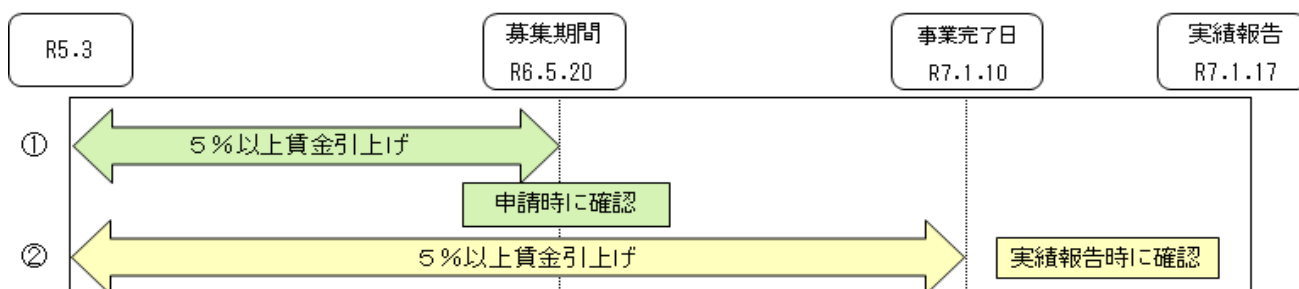 R5.3
募集期間
R6.5.20
事業完了日
R7.1.10
実績報告
R7.1.17
①
5%以上賃金引上げ
申請時に確認
②
5%以上賃金引上げ
実績報告時に確認